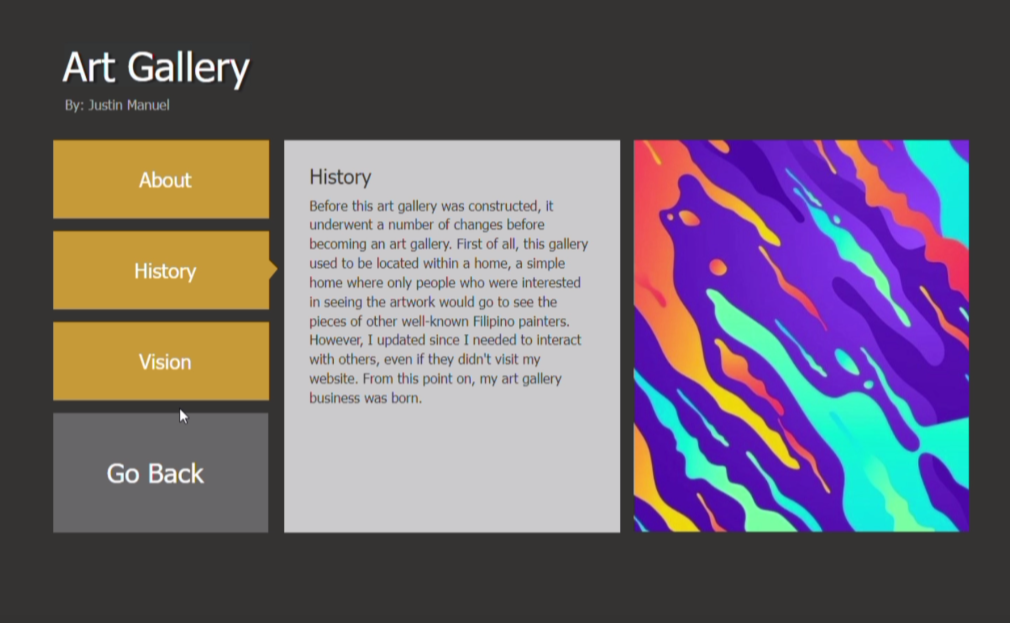 Art Gallery
By: Justin Manuel
About
History
Vision
Go Back
History
Before this art gallery was constructed, it
underwent a number of changes before
becoming an art gallery. First of all, this gallery
used to be located within a home, a simple
home where only people who were interested
in seeing the artwork would go to see the
pieces of other well-known Filipino painters.
However, I updated since I needed to interact
with others, even if they didn't visit my
website. From this point on, my art gallery
business was born.